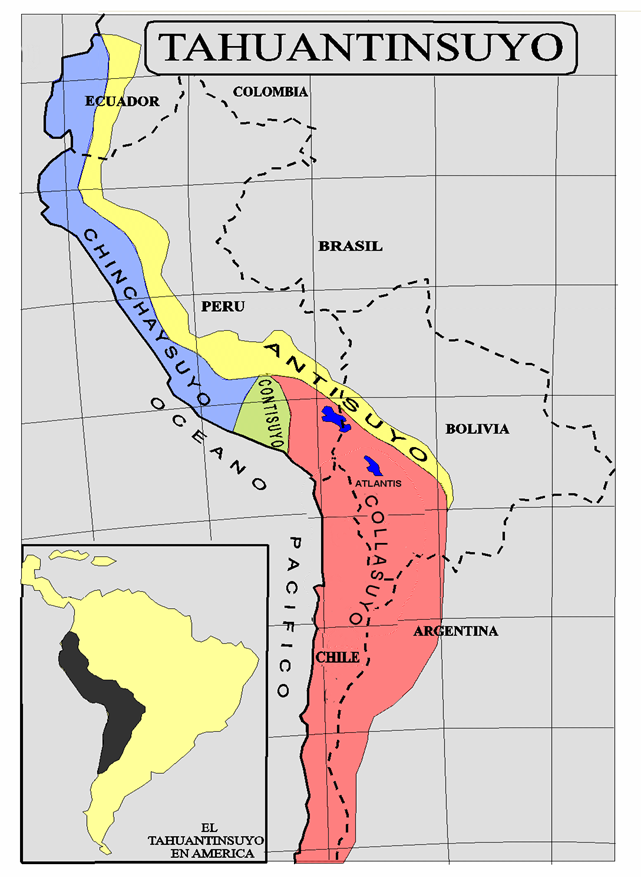 TAHUANTINSUYO
COLOMBIA
ECUADOR
BRASIL
CHINCHAYSUYO
PERU
ANTISUYO
CONTISUYO
BOLIVIA
OCEANO
ATLANTIS
COLLASUYO
PACIFICO
ARGENTINA
CHILE
EL
TAHUANTINSUYO
EN AMERICA